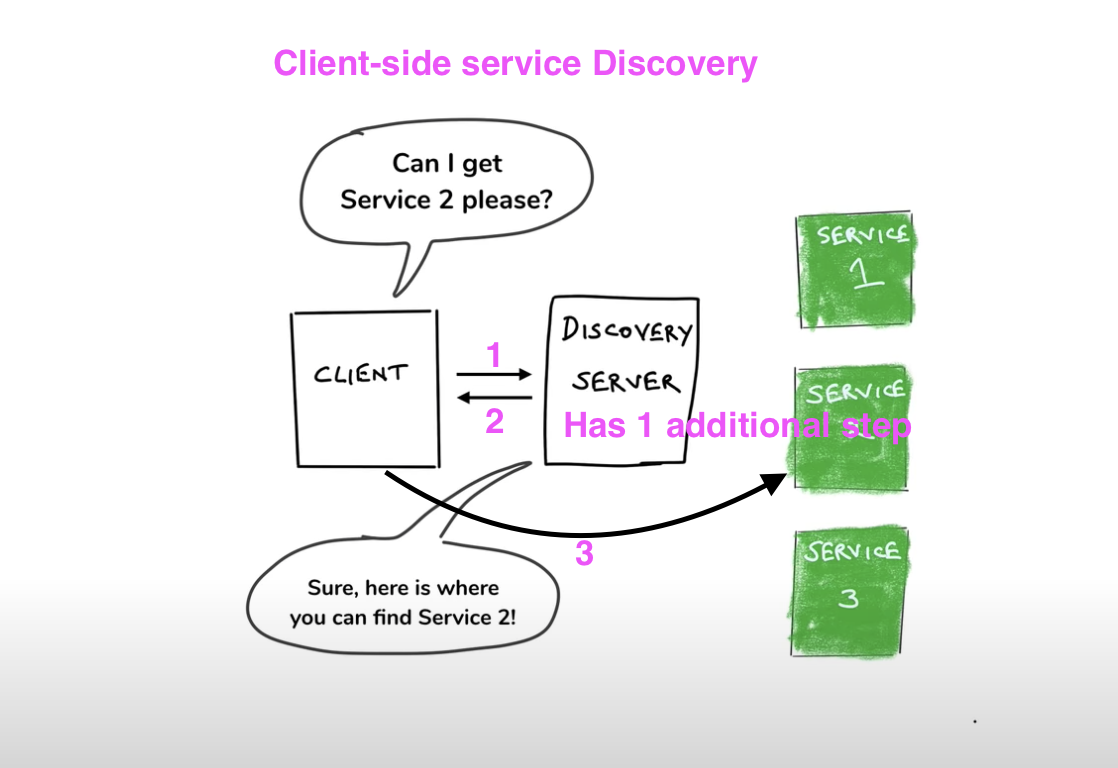 Client-side service Discovery
Can I get
Service 2 please?
CLIENT
1
2
DISCOVERY
SERVER
Has 1 additional step
3
Sure, here is where
you can find Service 2!
SERVICE
1
SERVICE
SERVICE
3